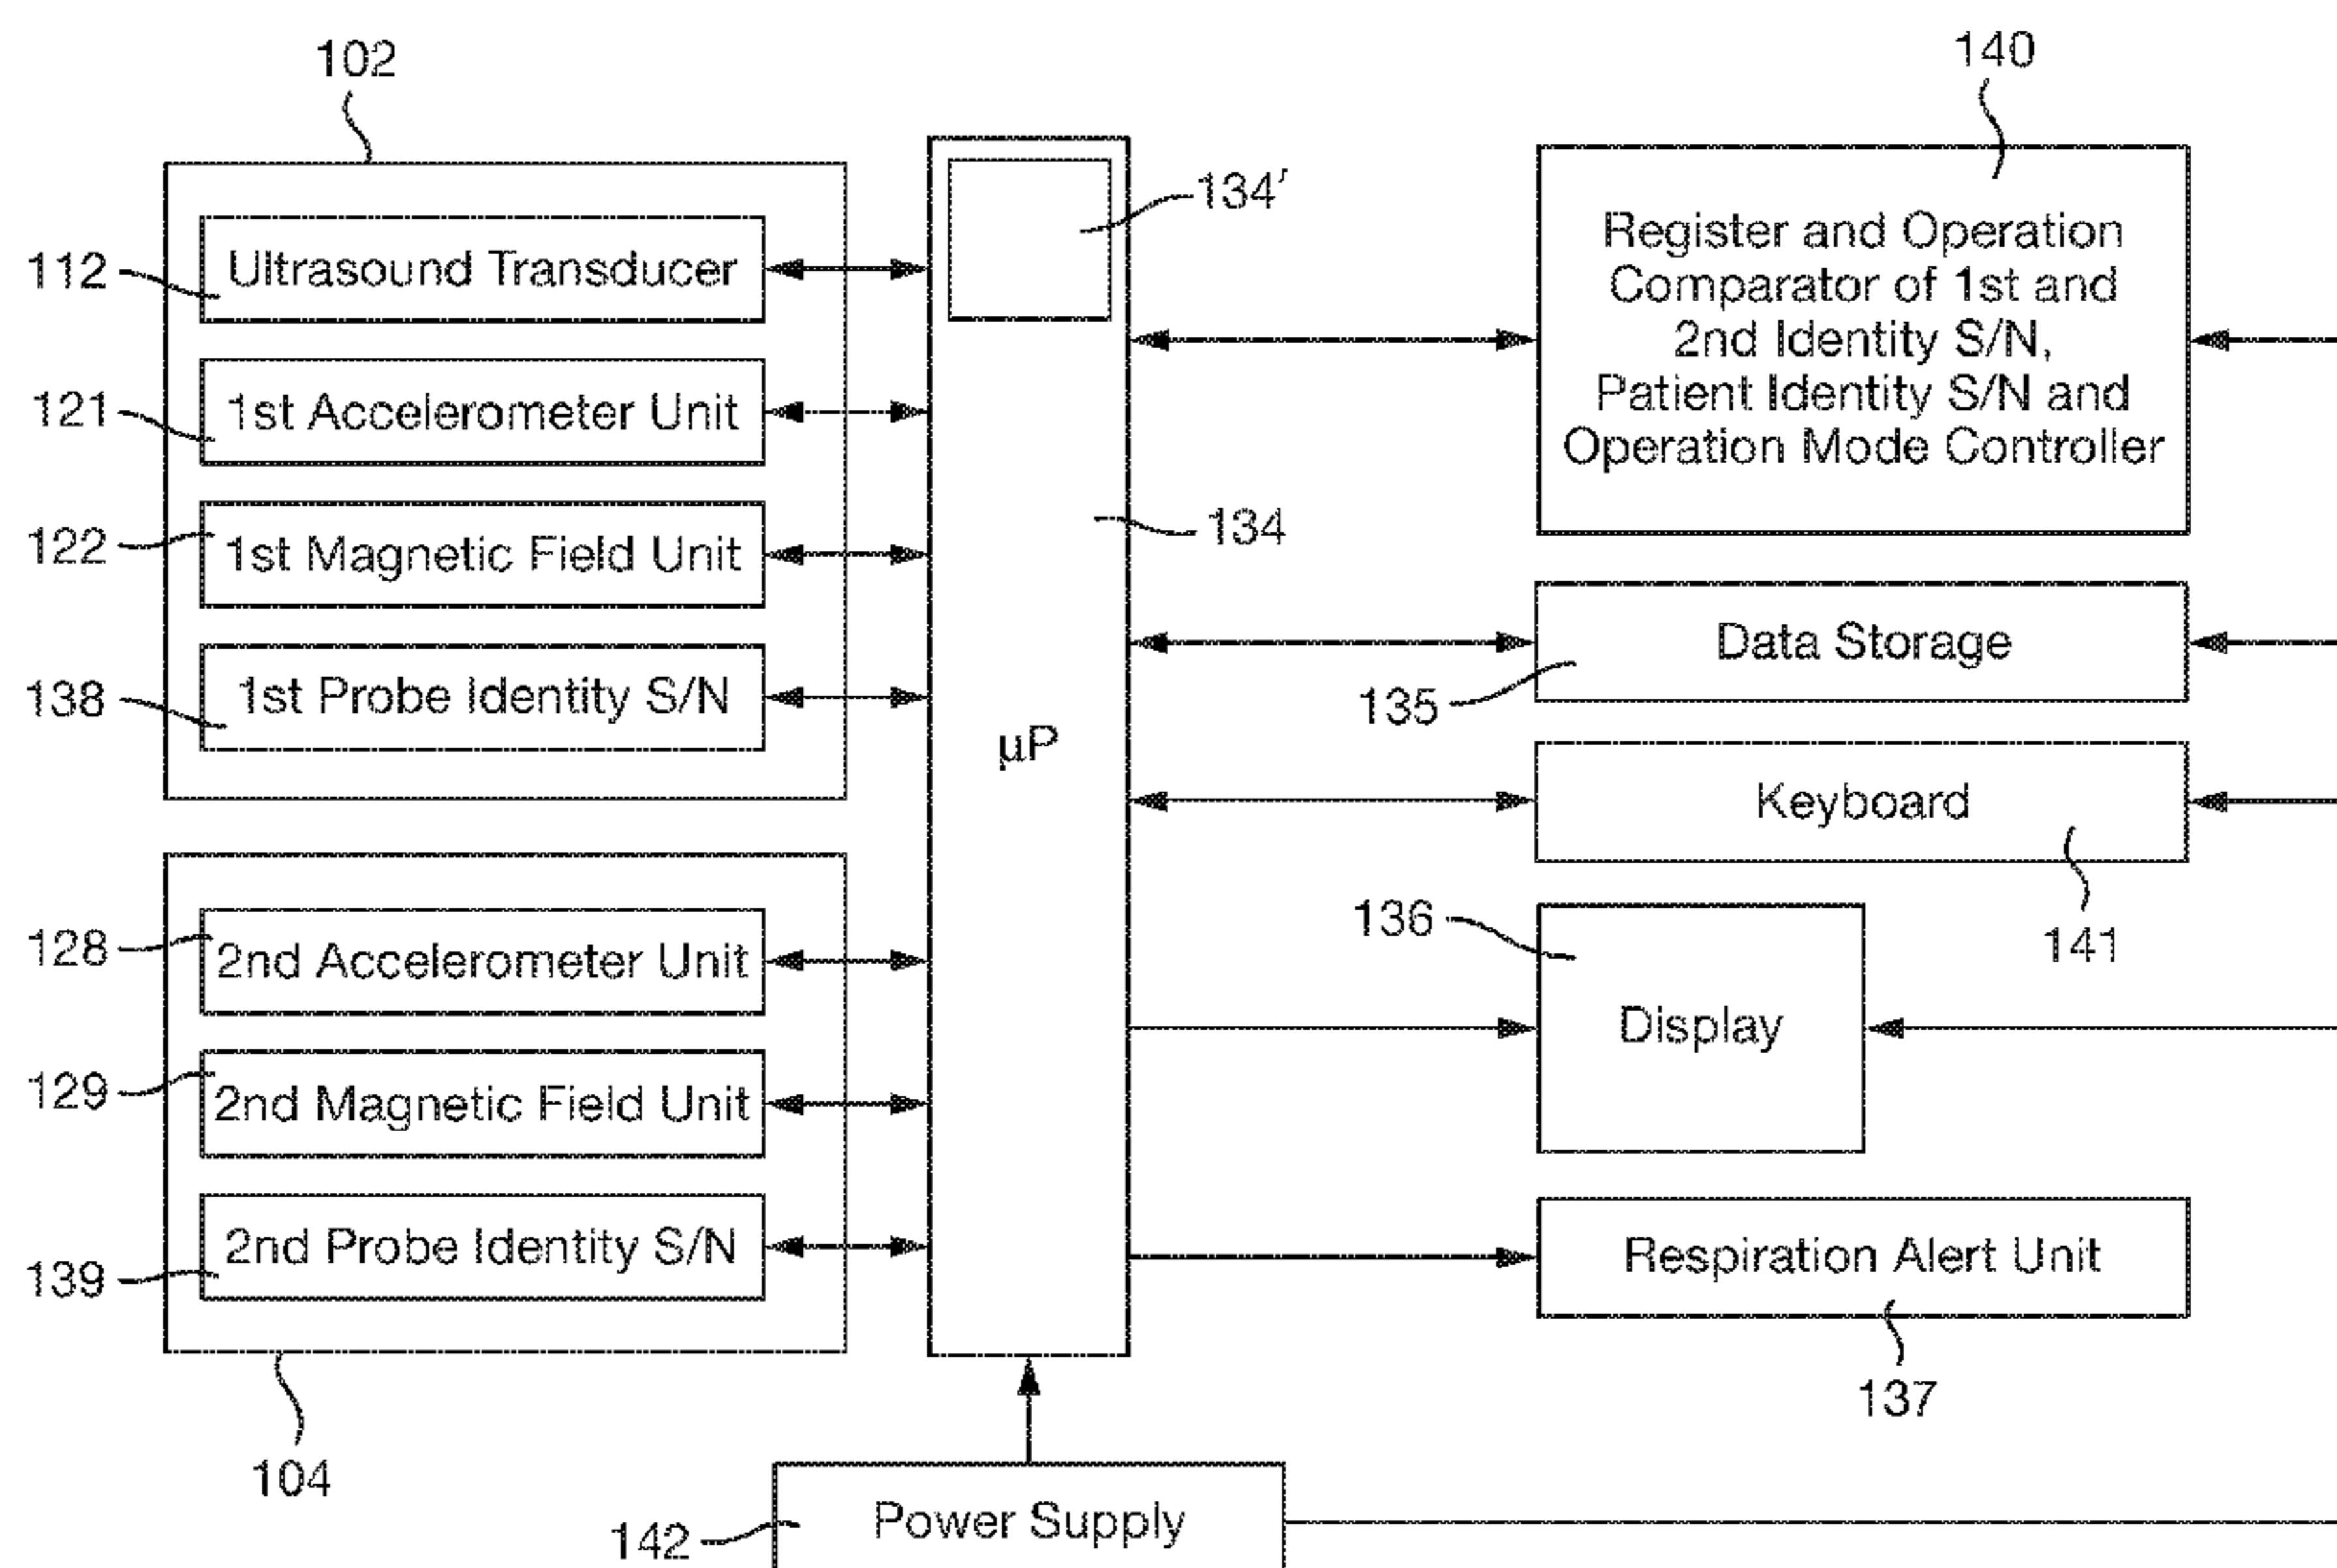 102
112
Ultrasound Transducer
121
1st Accelerometer Unit
122
1st Magnetic Field Unit
138
1st Probe Identity S/N
128
2nd Accelerometer Unit
129
2nd Magnetic Field Unit
139
2nd Probe Identity S/N
104
134'
134
µP
142
Power Supply
140
Register and Operation
Comparator of 1st and
2nd Identity S/N,
Patient Identity S/N and
Operation Mode Controller
Data Storage
135
Keyboard
141
136
Display
Respiration Alert Unit
137